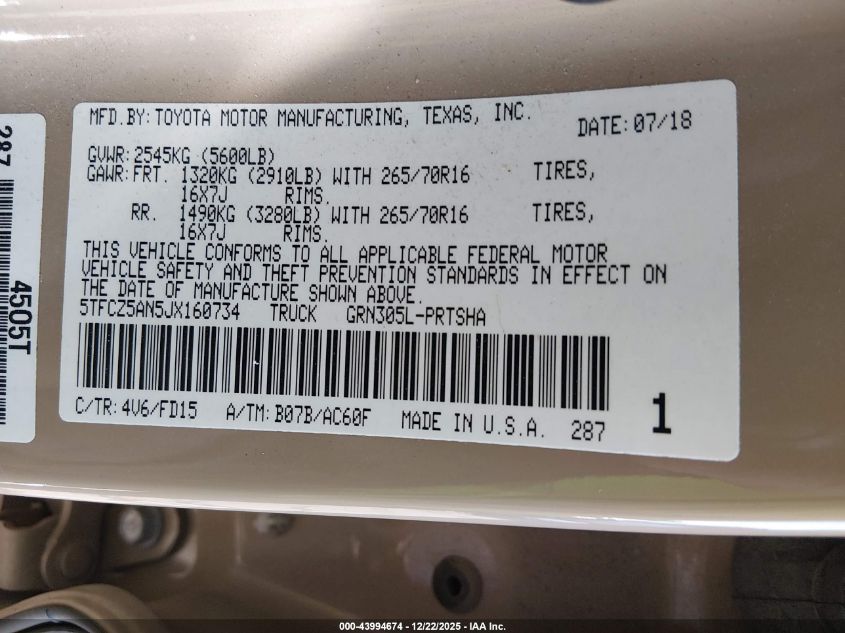 287
4505T
MFD.BY: TOYOTA MOTOR MANUFACTURING, TEXAS, INC.
DATE: 07/18
GVWR: 2545KG (5600LB)
GAWR: FRT. 1320KG (2910LB) WITH 265/70R16 TIRES,
16X7J RIMS.
RR. 1490KG (3280LB) WITH 265/70R16 TIRES,
16X7J RIMS.
THIS VEHICLE CONFORMS TO ALL APPLICABLE FEDERAL MOTOR
VEHICLE SAFETY AND THEFT PREVENTION STANDARDS IN EFFECT ON
THE DATE OF MANUFACTURE SHOWN ABOVE.
5TFCZ5AN5JX160734 TRUCK GRN305L-PRTSHA
C/TR: 4V6/FD15 A/TM: B07B/AC60F MADE IN U.S.A. 287
1
000-43994674 - 12/22/2025 - IAA Inc.